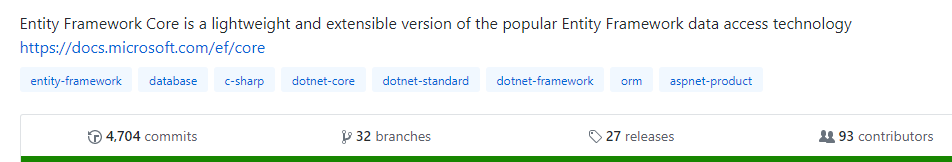 Entity Framework Core is a lightweight and extensible version of the popular Entity Framework data access technology
https://docs.microsoft.com/ef/core
entity-framework database c-sharp dotnet-core dotnet-standard dotnet-framework orm aspnet-product
4,704 commits 32 branches 27 releases 93 contributors